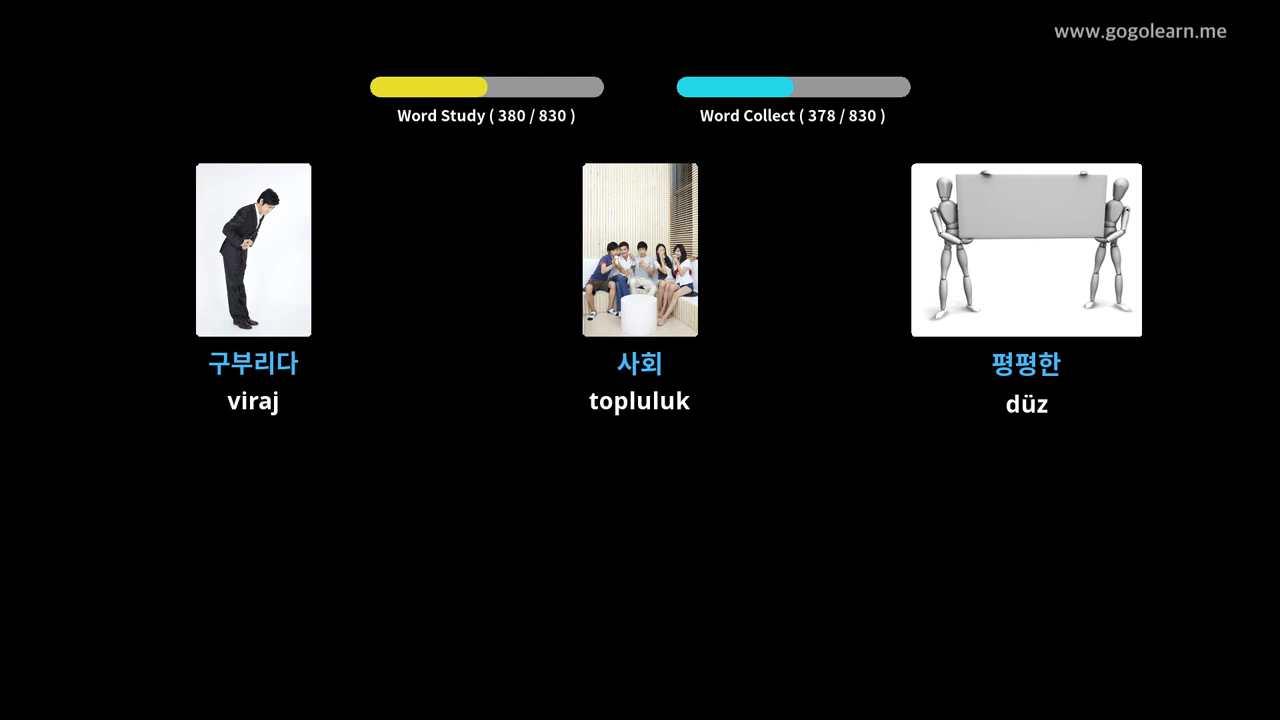 www.gogolearn.me
Word Study ( 380 / 830 )
Word Collect ( 378 / 830 )
구부리다
viraj
사회
topluluk
평평한
düz